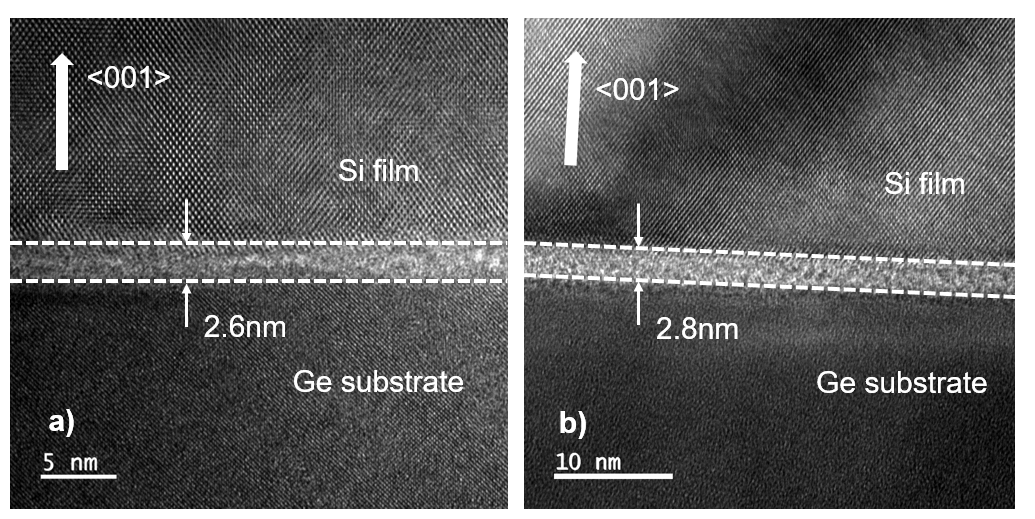 <001>
Si film
2.6nm
Ge substrate
a)
5 nm
<001>
Si film
2.8nm
Ge substrate
b)
10 nm